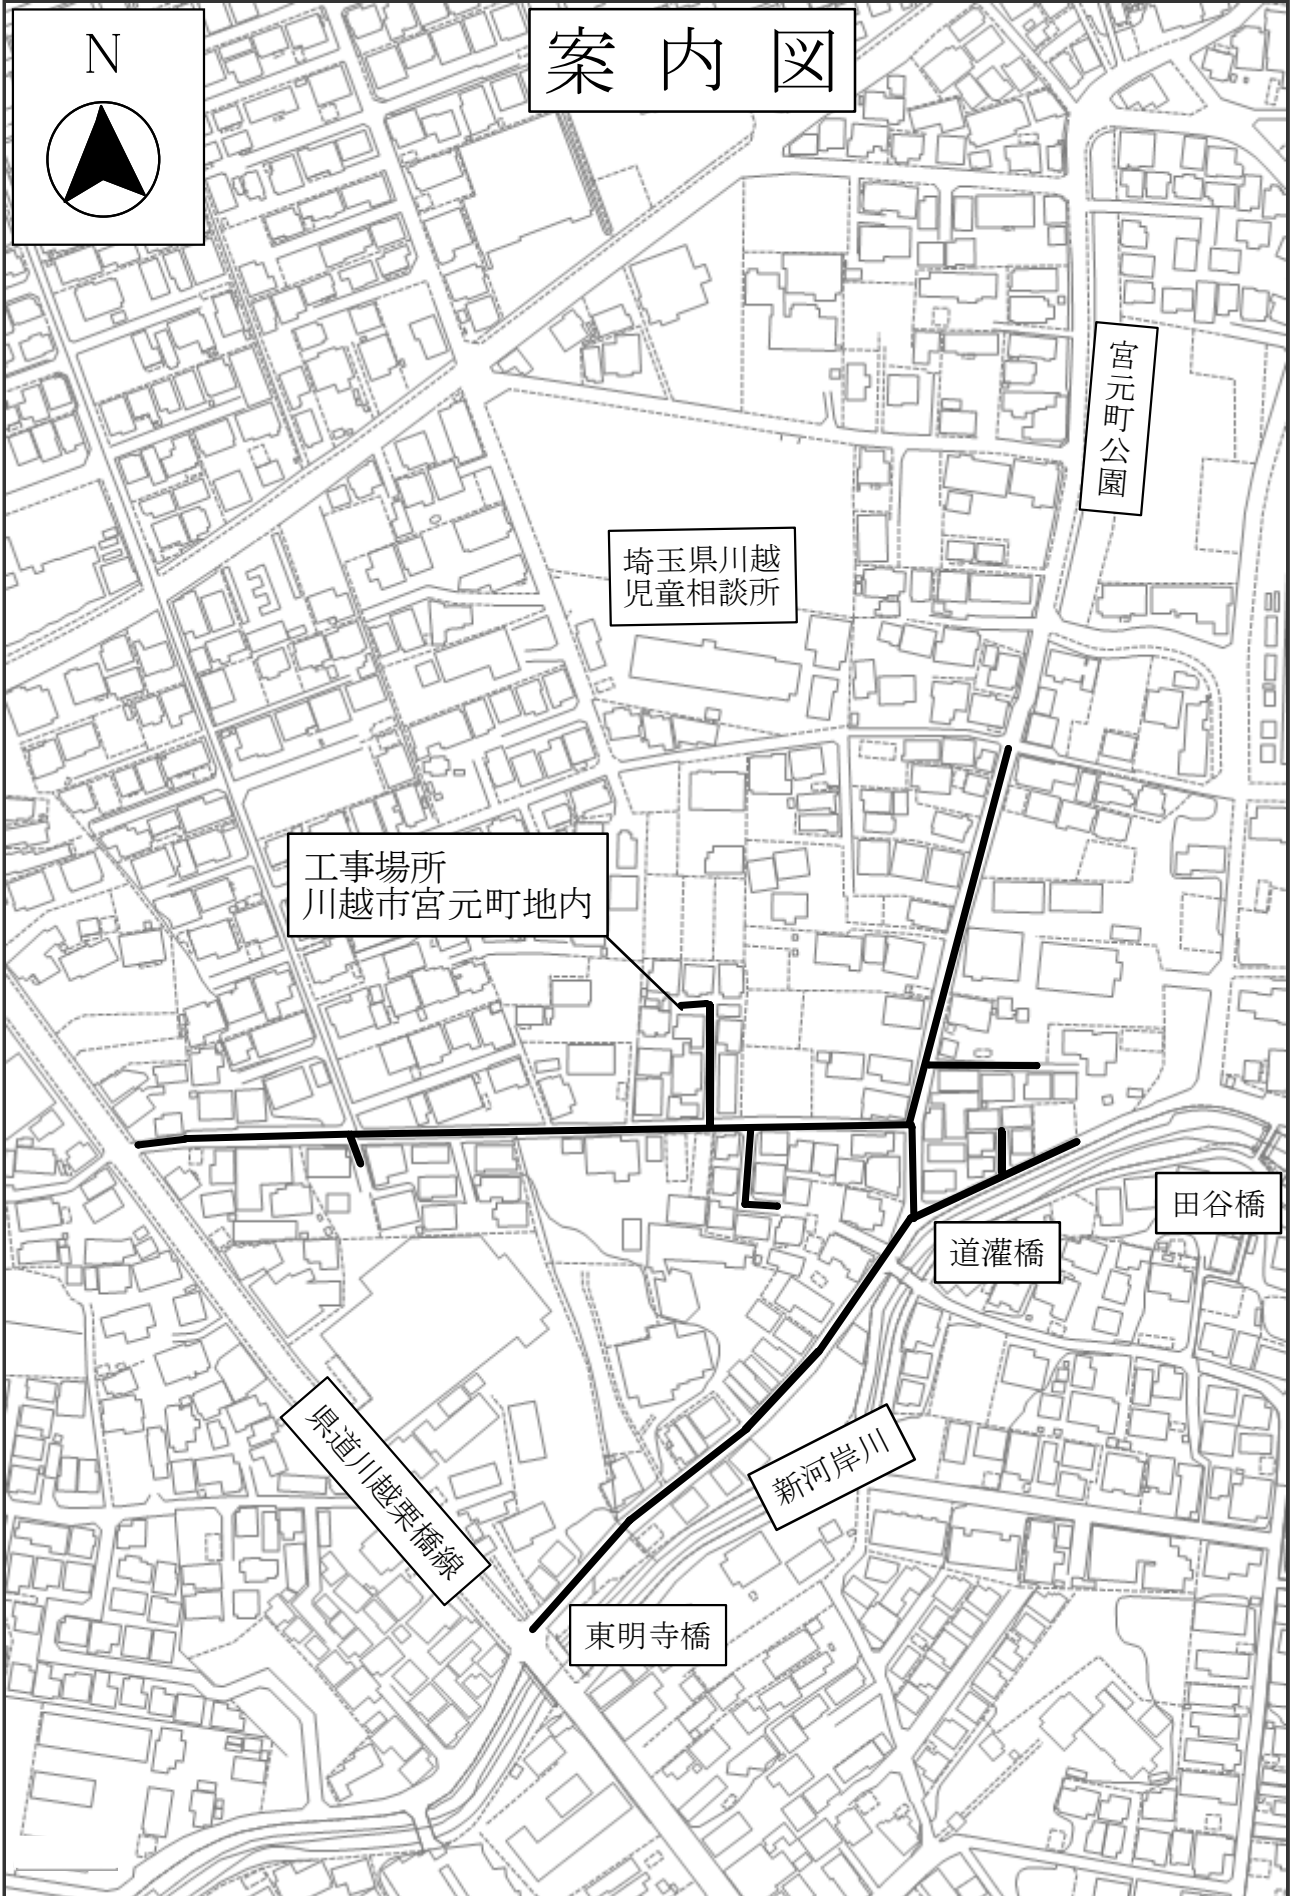 N
案内図
宮元町公園
埼玉県川越
児童相談所
工事場所
川越市宮元町地内
田谷橋
道灌橋
県道川越栗橋線
新河岸川
東明寺橋